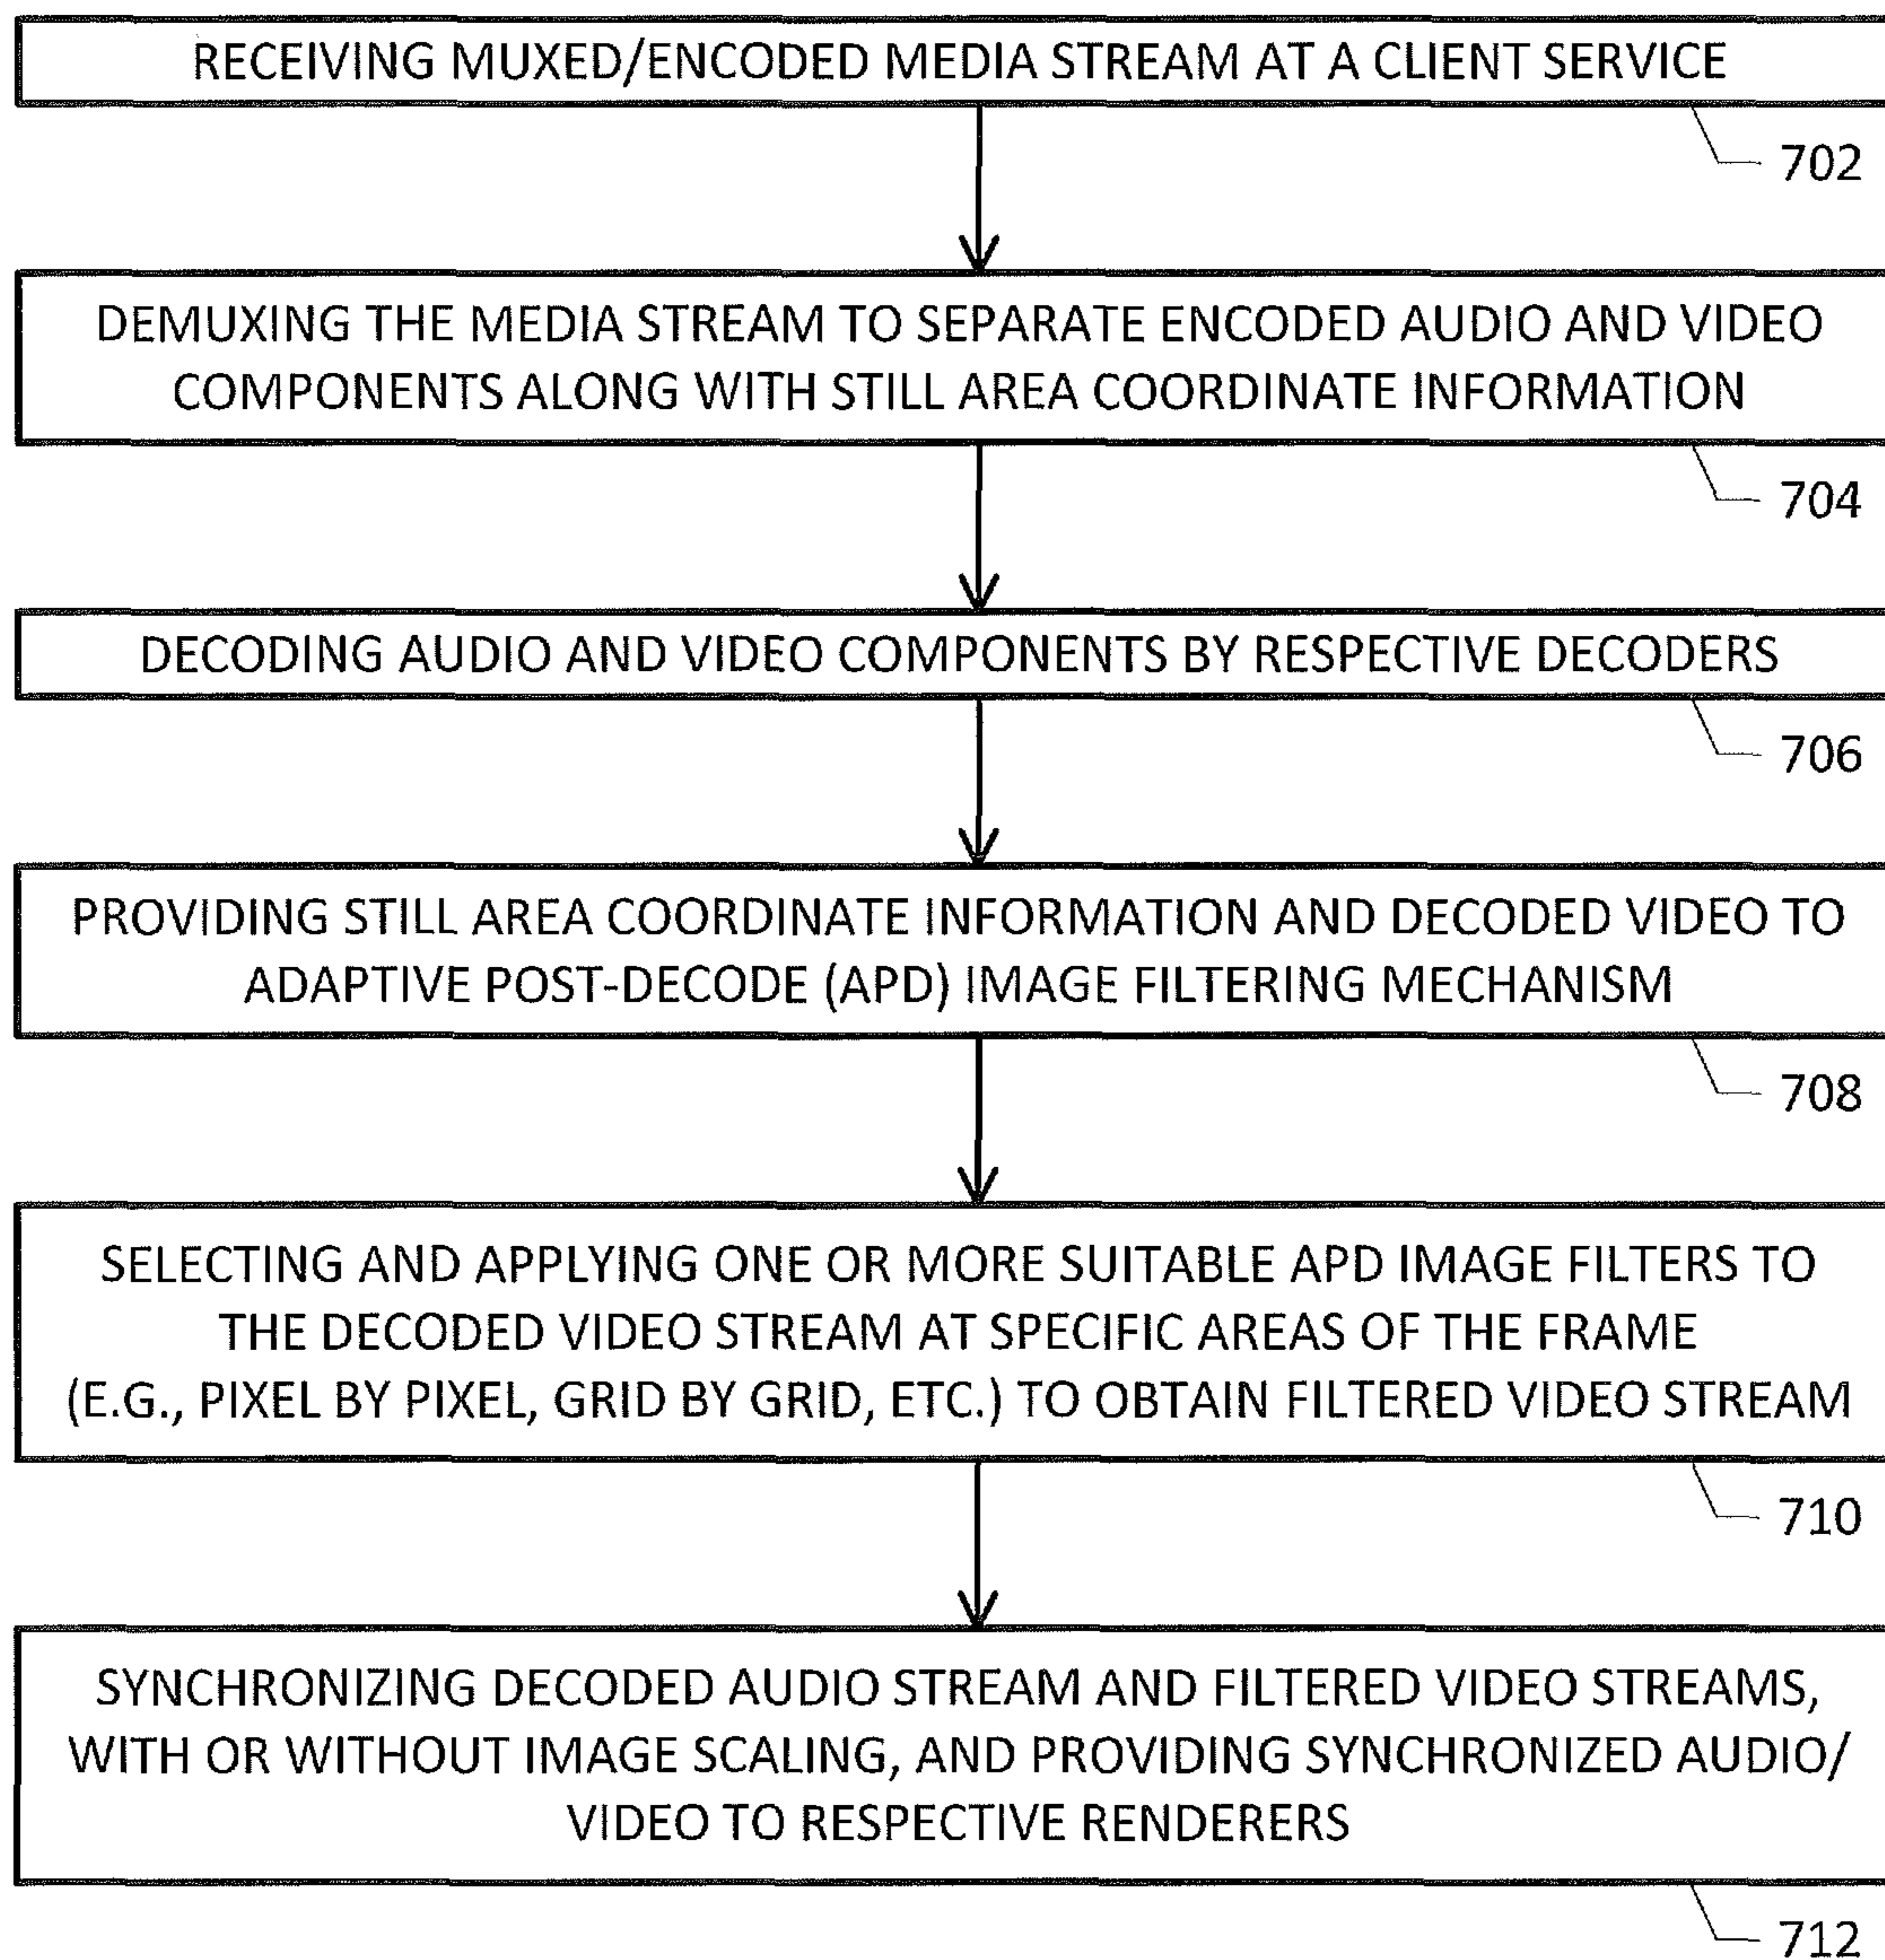 RECEIVING MUXED/ENCODED MEDIA STREAM AT A CLIENT SERVICE
702
DEMUXING THE MEDIA STREAM TO SEPARATE ENCODED AUDIO AND VIDEO
COMPONENTS ALONG WITH STILL AREA COORDINATE INFORMATION
704
DECODING AUDIO AND VIDEO COMPONENTS BY RESPECTIVE DECODERS
706
PROVIDING STILL AREA COORDINATE INFORMATION AND DECODED VIDEO TO
ADAPTIVE POST-DECODE (APD) IMAGE FILTERING MECHANISM
708
SELECTING AND APPLYING ONE OR MORE SUITABLE APD IMAGE FILTERS TO
THE DECODED VIDEO STREAM AT SPECIFIC AREAS OF THE FRAME
(E.G., PIXEL BY PIXEL, GRID BY GRID, ETC.) TO OBTAIN FILTERED VIDEO STREAM
710
SYNCHRONIZING DECODED AUDIO STREAM AND FILTERED VIDEO STREAMS,
WITH OR WITHOUT IMAGE SCALING, AND PROVIDING SYNCHRONIZED AUDIO/
VIDEO TO RESPECTIVE RENDERERS
712